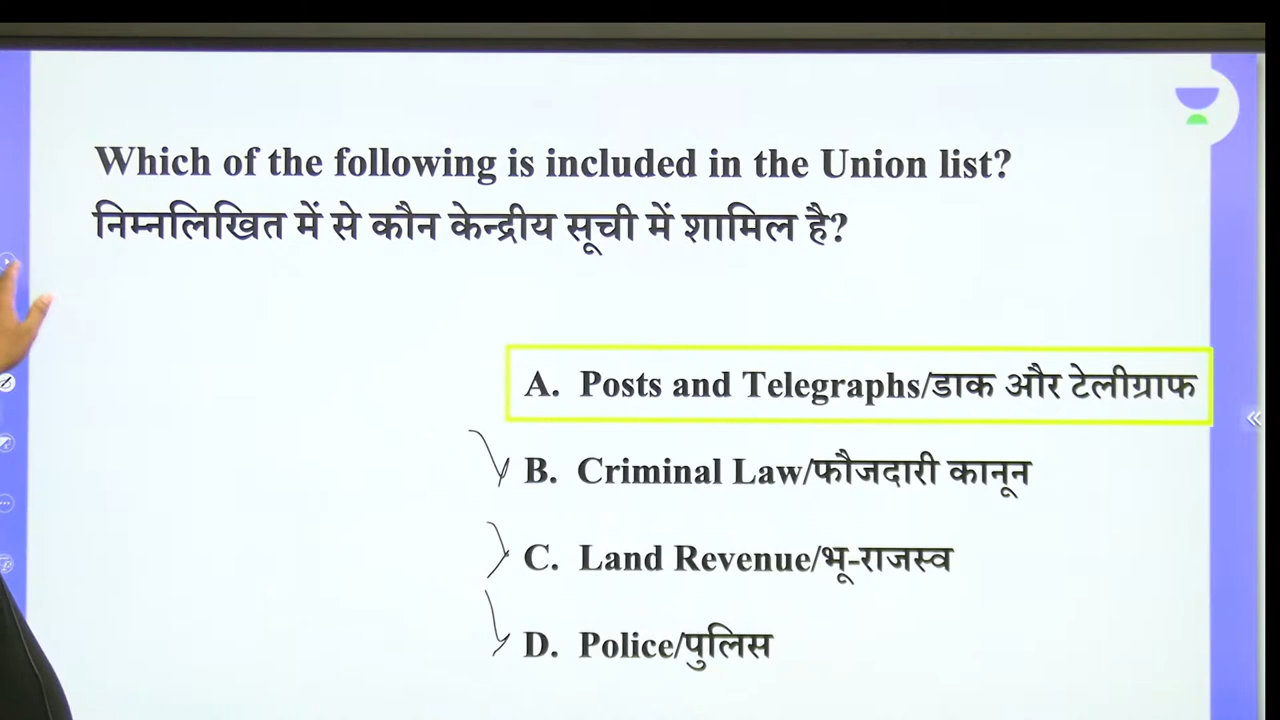 Which of the following is included in the Union list?
निम्नलिखित में से कौन केन्द्रीय सूची में शामिल है?
A. Posts and Telegraphs/डाक और टेलीग्राफ
B. Criminal Law/फौजदारी कानून
C. Land Revenue/भू-राजस्व
D. Police/पुलिस